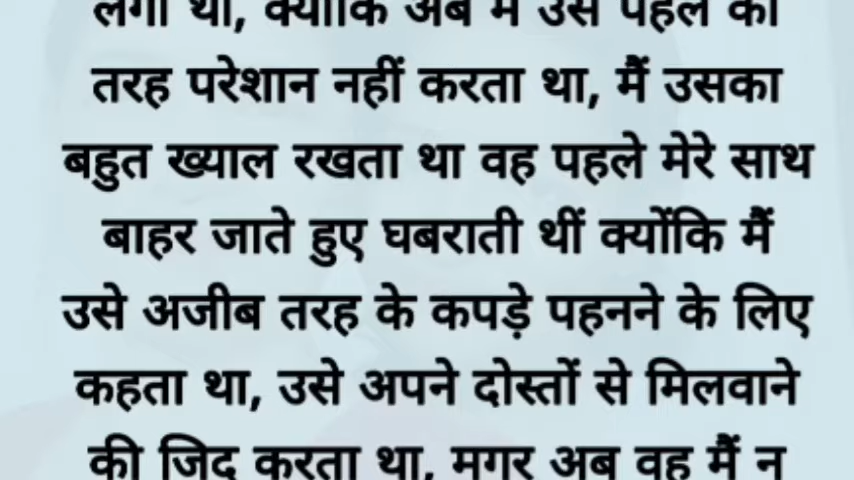 लगी थी, क्योंकि अब मैं उसे पहले की
तरह परेशान नहीं करता था, मैं उसका
बहुत ख्याल रखता था वह पहले मेरे साथ
बाहर जाते हुए घबराती थीं क्योंकि मैं
उसे अजीब तरह के कपड़े पहनने के लिए
कहता था, उसे अपने दोस्तों से मिलवाने
की जिद करता था, मगर अब वह मैं न